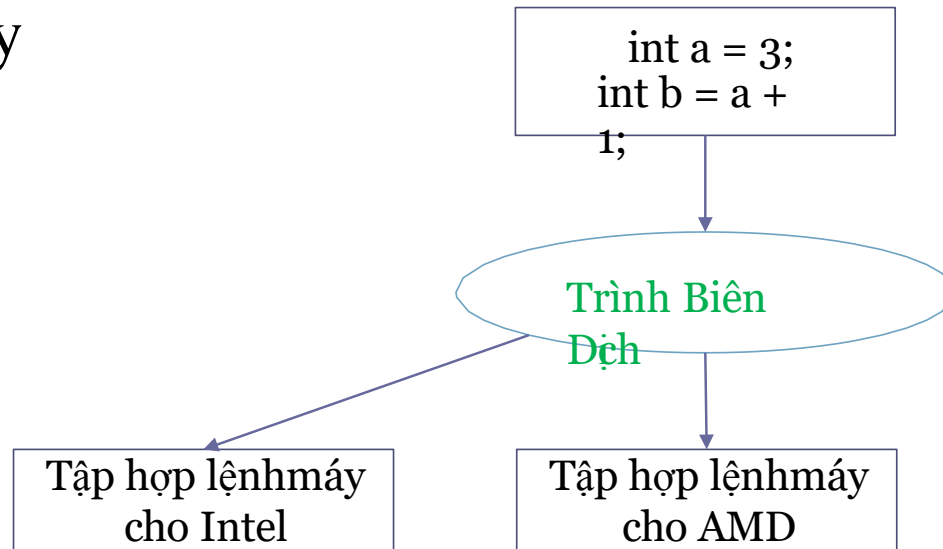 y
int a = 3;
int b = a +
1;
Trình Biên
Dịch
Tập hợp lệnhmáy
cho Intel
Tập hợp lệnhmáy
cho AMD